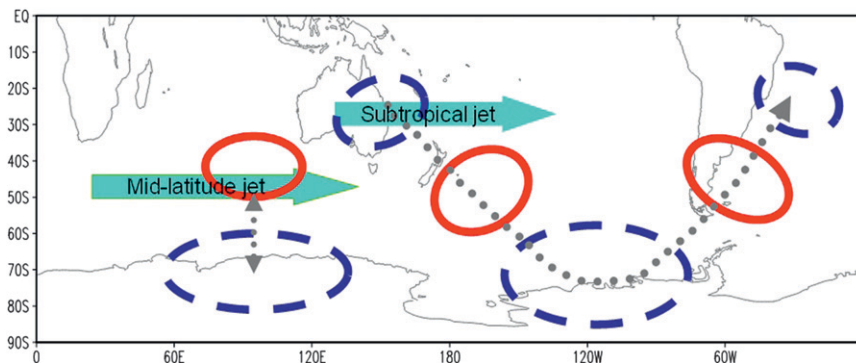 EQ
10S
20S
30S
40S
50S
60S
70S
80S
90S
Subtropical jet
Mid-latitude jet
0 60E 120E 180 120W 60W